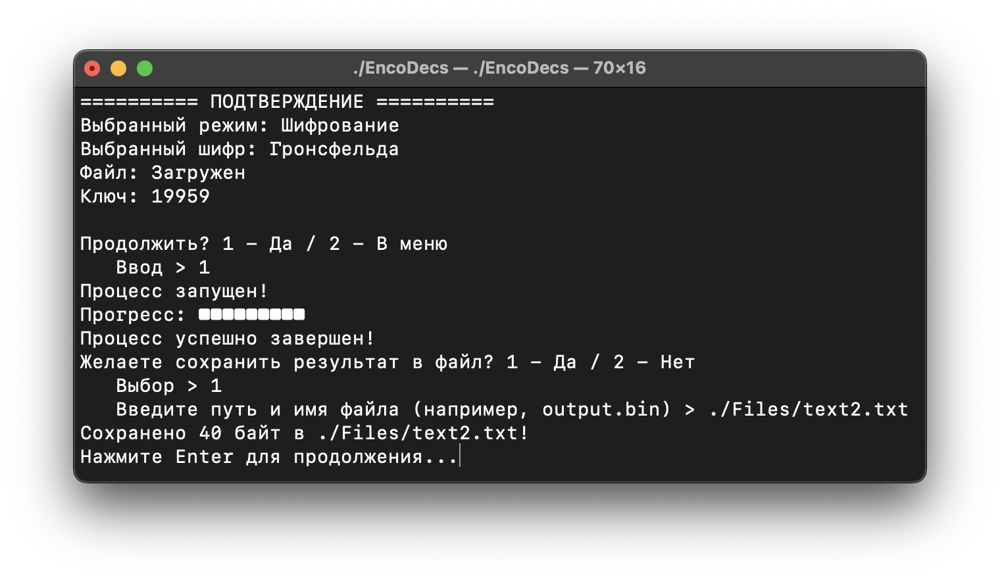 ./EncoDecs — ./EncoDecs — 70×16
========== ПОДТВЕРЖДЕНИЕ ==========
Выбранный режим: Шифрование
Выбранный шифр: Гронсфельда
Файл: Загружен
Ключ: 19959
Продолжить? 1 – Да / 2 – В меню
Ввод > 1
Процесс запущен!
Прогресс: ■■■■■■■■■
Процесс успешно завершен!
Желаете сохранить результат в файл? 1 – Да / 2 – Нет
Выбор > 1
Введите путь и имя файла (например, output.bin) > ./Files/text2.txt
Сохранено 40 байт в ./Files/text2.txt!
Нажмите Enter для продолжения...